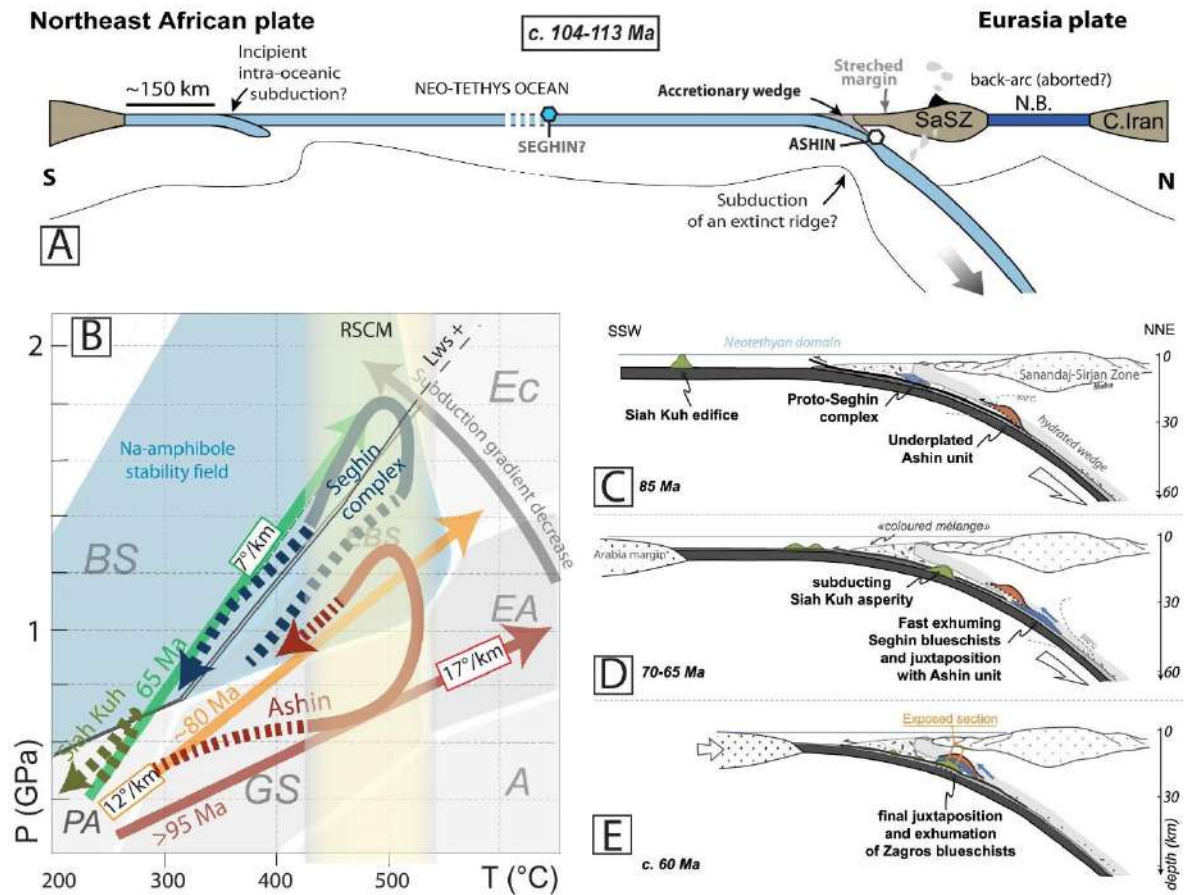 Northeast African plate
c. 104-113 Ma
Eurasia plate
Incipient
intra-oceanic
subduction?
~150 km
NEO-TETHYS OCEAN
Accretionary wedge
Streched
margin
back-arc (aborted?)
N.B.
SaSZ
C.Iran
SEGHIN?
ASHIN
S
N
Subduction
of an extinct ridge?
A
B
RSCM
Lws + -
Subduction gradient decrease
Ec
Na-amphibole
stability field
Seghin
complex
7°/km
BS
EBS
EA
17°/km
65 Ma
Siah Kuh
~80 Ma
Ashin
12°/km
GS
A
PA
>95 Ma
2
1
P (GPa)
200
300
400
500
T (°C)
SSW
NNE
Neotethyan domain
0
Sanandaj-Sirjan Zone
Siah Kuh edifice
Proto-Seghin
complex
Underplated
Ashin unit
hydrated wedge
30
60
C
85 Ma
«coloured mélange»
0
Arabia margin
subducting
Siah Kuh asperity
Fast exhuming
Seghin blueschists
and juxtaposition
with Ashin unit
30
60
D
70-65 Ma
Exposed section
0
final juxtaposition
and exhumation
of Zagros blueschists
30
depth (km)
E
c. 60 Ma